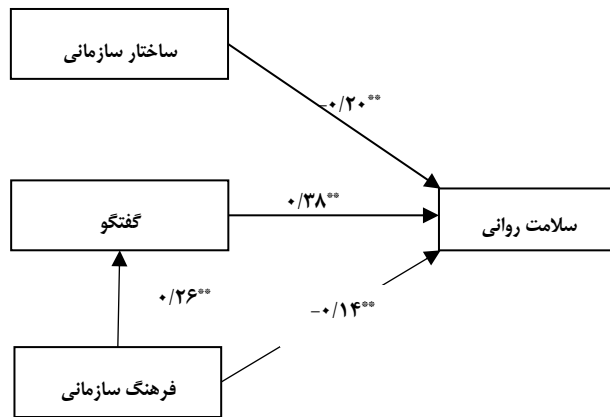 ساختار سازمانی
-۰/۲۰**
گفتگو
۰/۳۸**
سلامت روانی
۰/۲۶**
-۰/۱۴**
فرهنگ سازمانی